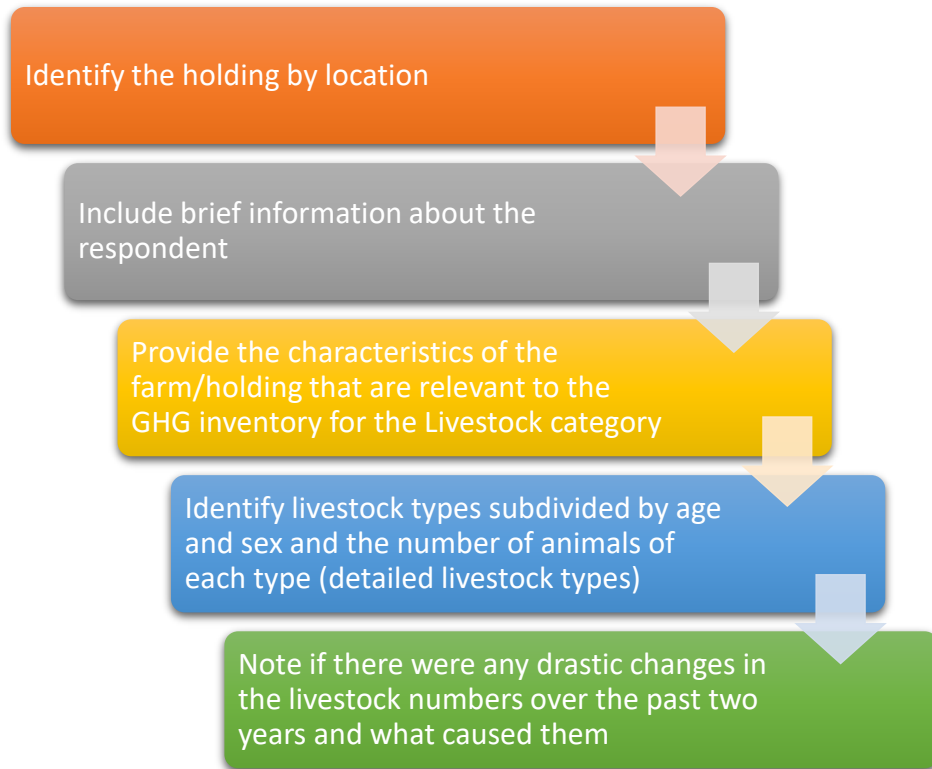 Identify the holding by location
Include brief information about the
respondent
Provide the characteristics of the
farm/holding that are relevant to the
GHG inventory for the Livestock category
Identify livestock types subdivided by age
and sex and the number of animals of
each type (detailed livestock types)
Note if there were any drastic changes in
the livestock numbers over the past two
years and what caused them